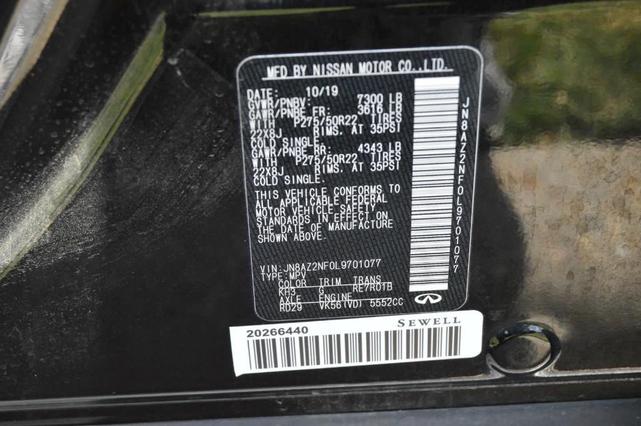 MFD BY NISSAN MOTOR CO.,LTD.
DATE: 10/19
GVWR/PNBV: 7300 LB
GAWR/PNBE FR: 3616 LB
WITH P275/50R22 TIRES
22X8J RIMS. AT 35PSI
COLD SINGLE.
GAWR/PNBE RR: 4343 LB
WITH P275/50R22 TIRES
22X8J RIMS. AT 35PSI
COLD SINGLE.
THIS VEHICLE CONFORMS TO
ALL APPLICABLE FEDERAL
MOTOR VEHICLE SAFETY
STANDARDS IN EFFECT ON
THE DATE OF MANUFACTURE
SHOWN ABOVE.
VIN:JN8AZ2NF0L9701077
TYPE:MPV
COLOR TRIM TRANS
KH3 G RE7R01B
AXLE ENGINE
RD29 VK56(VD) 5552CC
JN8AZ2NF0L9701077
INFINITI
20266440 SEWELL